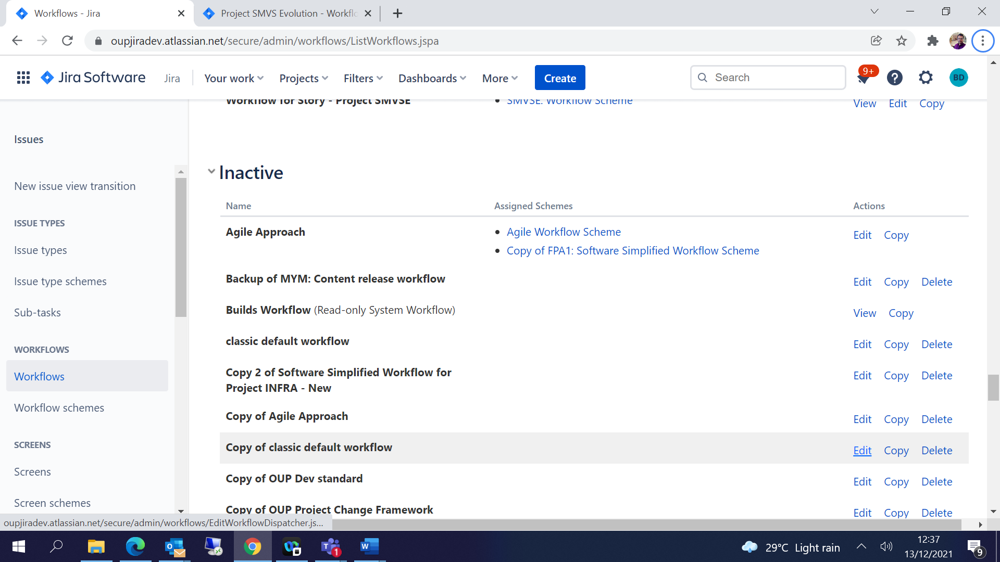 Workflows - Jira
Project SMVS Evolution - Workflo
oupjiradev.atlassian.net/secure/admin/workflows/ListWorkflows.jspa
Jira Software Jira Your work Projects Filters Dashboards More Create Search 9+ ? BD
Workflow for Story - Project SMVSE SMVSE: Workflow Scheme View Edit Copy
Issues
New issue view transition
ISSUE TYPES
Issue types
Issue type schemes
Sub-tasks
WORKFLOWS
Workflows
Workflow schemes
SCREENS
Screens
Screen schemes
Inactive
Name Assigned Schemes Actions
Agile Approach • Agile Workflow Scheme Edit Copy
• Copy of FPA1: Software Simplified Workflow Scheme
Backup of MYM: Content release workflow Edit Copy Delete
Builds Workflow (Read-only System Workflow) View Copy
classic default workflow Edit Copy Delete
Copy 2 of Software Simplified Workflow for Edit Copy Delete
Project INFRA - New
Copy of Agile Approach Edit Copy Delete
Copy of classic default workflow Edit Copy Delete
Copy of OUP Dev standard Edit Copy Delete
Copy of OUP Project Change Framework Edit Copy Delete
oupjiradev.atlassian.net/secure/admin/workflows/EditWorkflowDispatcher.js...
29°C Light rain
12:37
13/12/2021
9
1